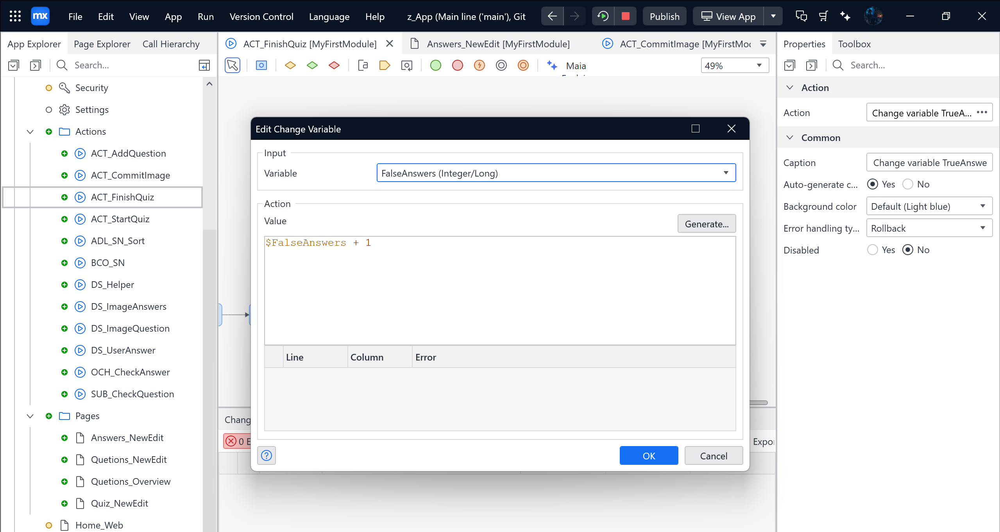 mx File Edit View App Run Version Control Language Help z_App (Main line ('main'), Git Publish View App
App Explorer Page Explorer Call Hierarchy
Search...
Security
Settings
Actions
ACT_AddQuestion
ACT_CommitImage
ACT_FinishQuiz
ACT_StartQuiz
ADL_SN_Sort
BCO_SN
DS_Helper
DS_ImageAnswers
DS_ImageQuestion
DS_UserAnswer
OCH_CheckAnswer
SUB_CheckQuestion
Pages
Answers_NewEdit
Quetions_NewEdit
Quetions_Overview
Quiz_NewEdit
Home_Web
ACT_FinishQuiz [MyFirstModule] Answers_NewEdit [MyFirstModule] ACT_CommitImage [MyFirstMo
Maia
49%
Edit Change Variable
Input
Variable FalseAnswers (Integer/Long)
Action
Value Generate...
$FalseAnswers + 1
Line Column Error
OK Cancel
Chang
0 E
Expor
Properties Toolbox
Search...
Action
Action Change variable TrueA... •••
Common
Caption Change variable TrueAnswe
Auto-generate c... Yes No
Background color Default (Light blue)
Error handling ty... Rollback
Disabled Yes No